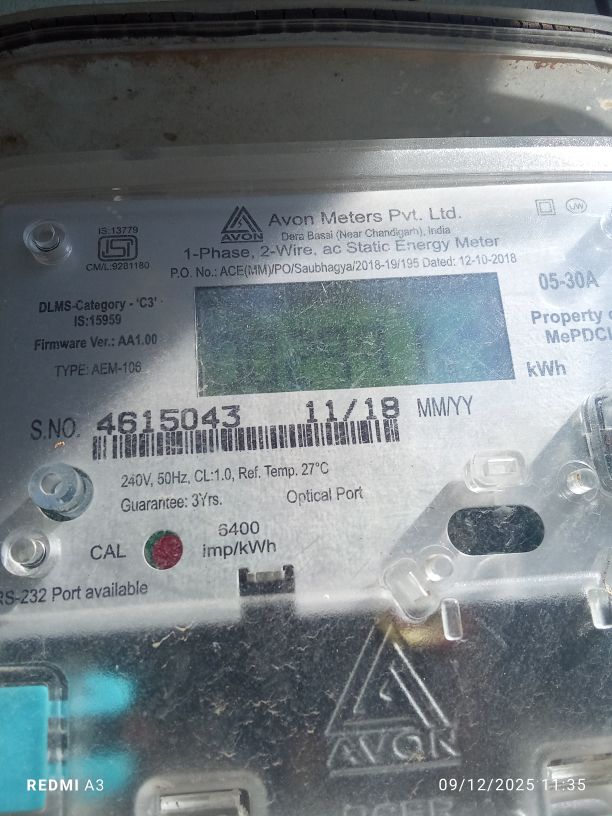 IS:13779
CM/L:9281180
AVON
Avon Meters Pvt. Ltd.
Dera Bassi (Near Chandigarh), India
1-Phase, 2-Wire, ac Static Energy Meter
P.O. No.: ACE(MM)/PO/Saubhagya/2018-19/195 Dated: 12-10-2018
DLMS-Category - 'C3'
IS:15959
Firmware Ver.: AA1.00
TYPE: AEM-106
05-30A
Property
MePDCl
kWh
S.NO. 4615043 11/18 MM/YY
240V, 50Hz, CL:1.0, Ref. Temp. 27°C
Guarantee: 3Yrs. Optical Port
CAL 6400
imp/kWh
RS-232 Port available
AVON
REDMI A3
09/12/2025 11:35